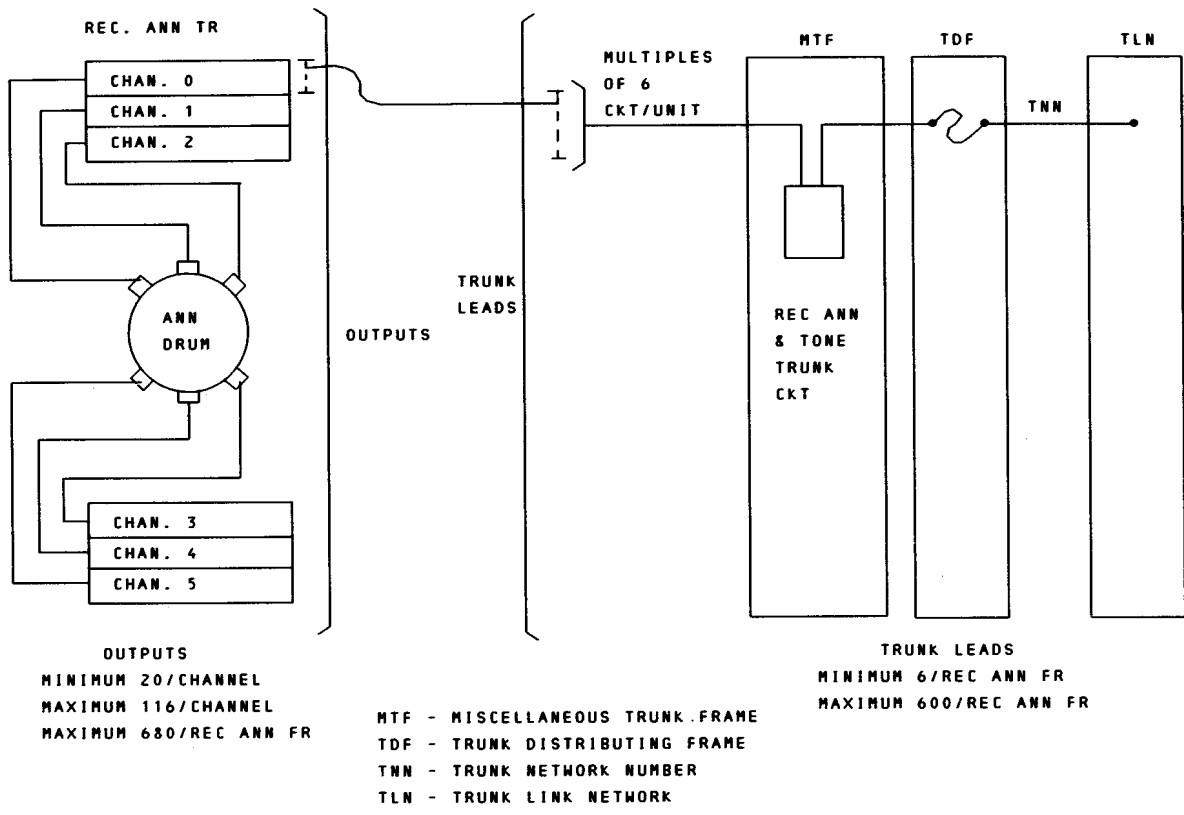 REC. ANN TR
CHAN. 0
CHAN. 1
CHAN. 2
ANN
DRUM
CHAN. 3
CHAN. 4
CHAN. 5
OUTPUTS
MINIMUM 20/CHANNEL
MAXIMUM 116/CHANNEL
MAXIMUM 680/REC ANN FR
OUTPUTS
TRUNK
LEADS
MULTIPLES
OF 6
CKT/UNIT
MTF
TDF
TLN
TNN
REC ANN
& TONE
TRUNK
CKT
TRUNK LEADS
MINIMUM 6/REC ANN FR
MAXIMUM 600/REC ANN FR
MTF - MISCELLANEOUS TRUNK FRAME
TDF - TRUNK DISTRIBUTING FRAME
TNN - TRUNK NETWORK NUMBER
TLN - TRUNK LINK NETWORK